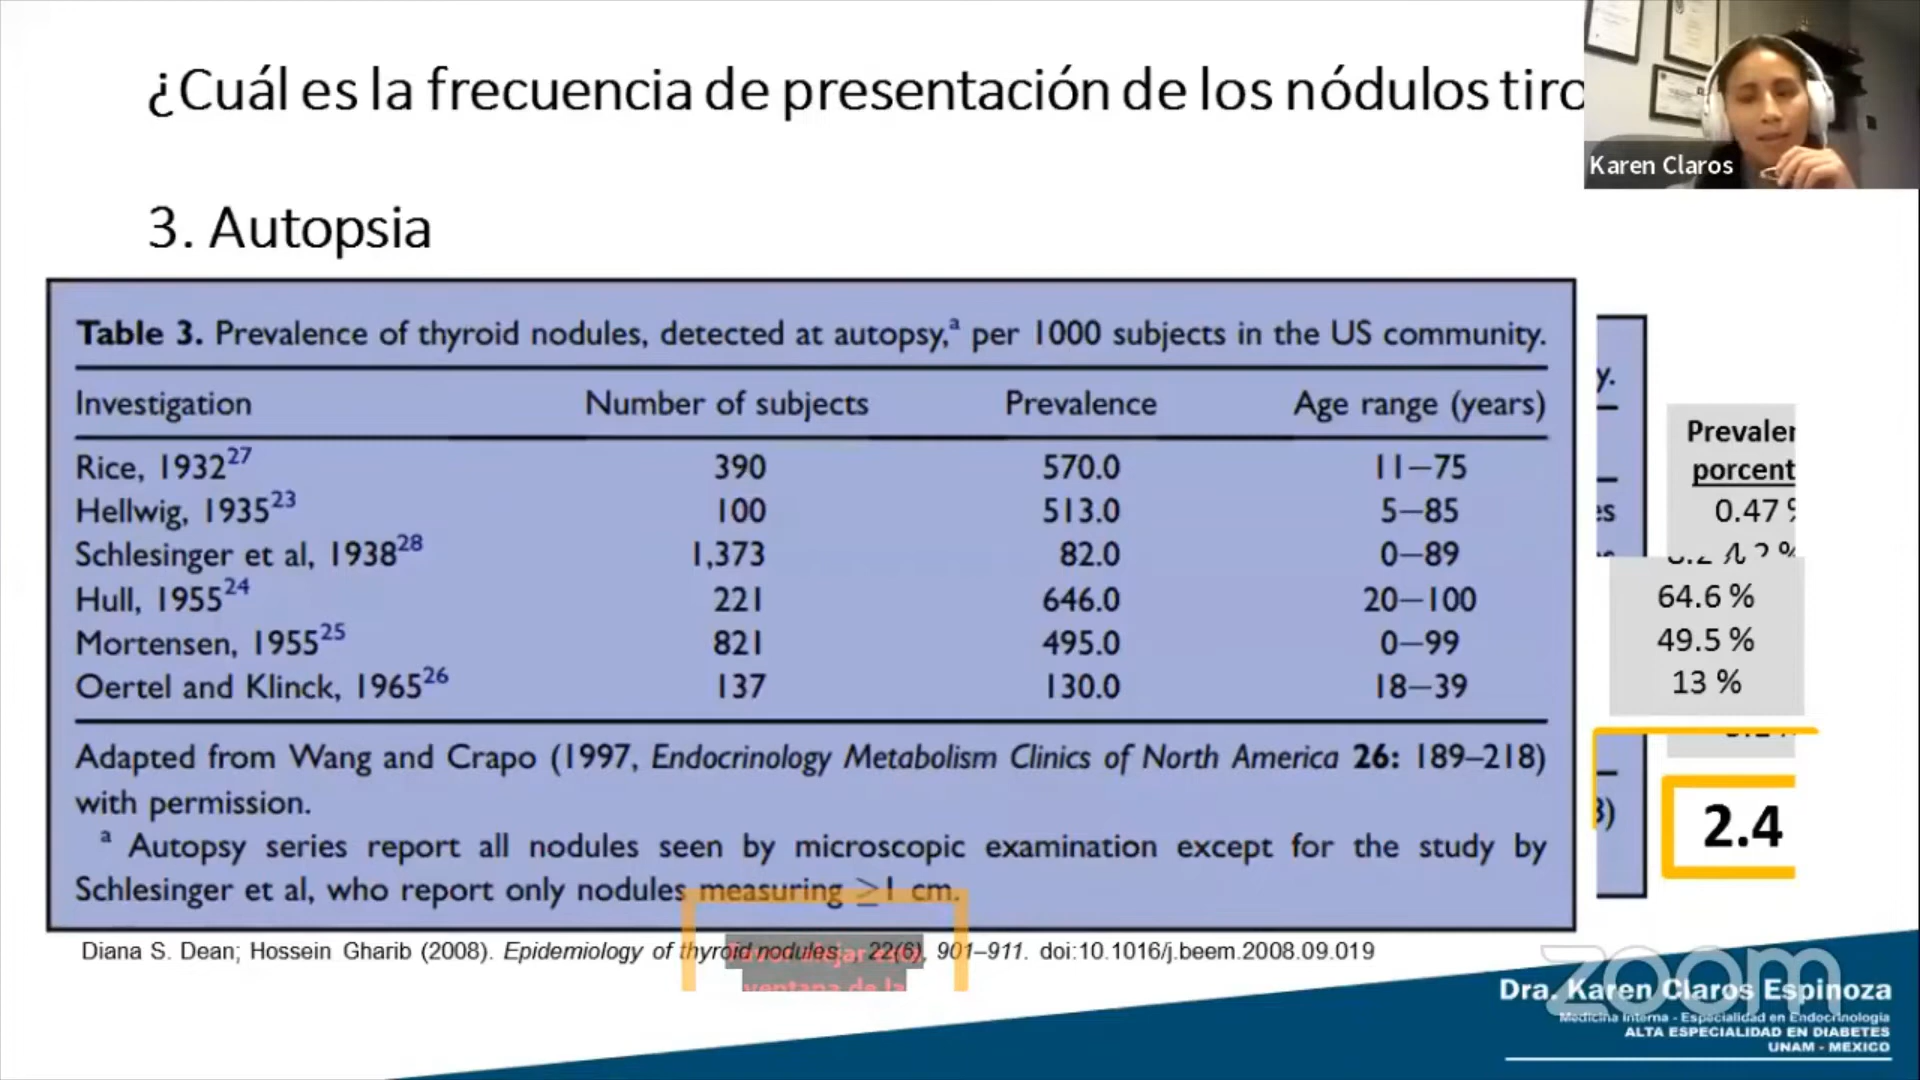 ¿Cuál es la frecuencia de presentación de los nódulos tiro
Karen Claros
3. Autopsia
Table 3. Prevalence of thyroid nodules, detected at autopsy,a per 1000 subjects in the US community.
Investigation Number of subjects Prevalence Age range (years)
Rice, 193227 390 570.0 11–75
Hellwig, 193523 100 513.0 5–85
Schlesinger et al, 193828 1,373 82.0 0–89
Hull, 195524 221 646.0 20–100
Mortensen, 195525 821 495.0 0–99
Oertel and Klinck, 196526 137 130.0 18–39
Adapted from Wang and Crapo (1997, Endocrinology Metabolism Clinics of North America 26: 189–218)
with permission.
a Autopsy series report all nodules seen by microscopic examination except for the study by
Schlesinger et al, who report only nodules measuring ≥1 cm.
y.
es
3)
Prevalen
porcent
0.47 %
64.6 %
49.5 %
13 %
2.4
Diana S. Dean; Hossein Gharib (2008). Epidemiology of thyroid nodules. 22(6), 901–911. doi:10.1016/j.beem.2008.09.019
ventana de la
zoom
Dra. Karen Claros Espinoza
Medicina Interna - Especialidad en Endocrinología
ALTA ESPECIALIDAD EN DIABETES
UNAM - MEXICO